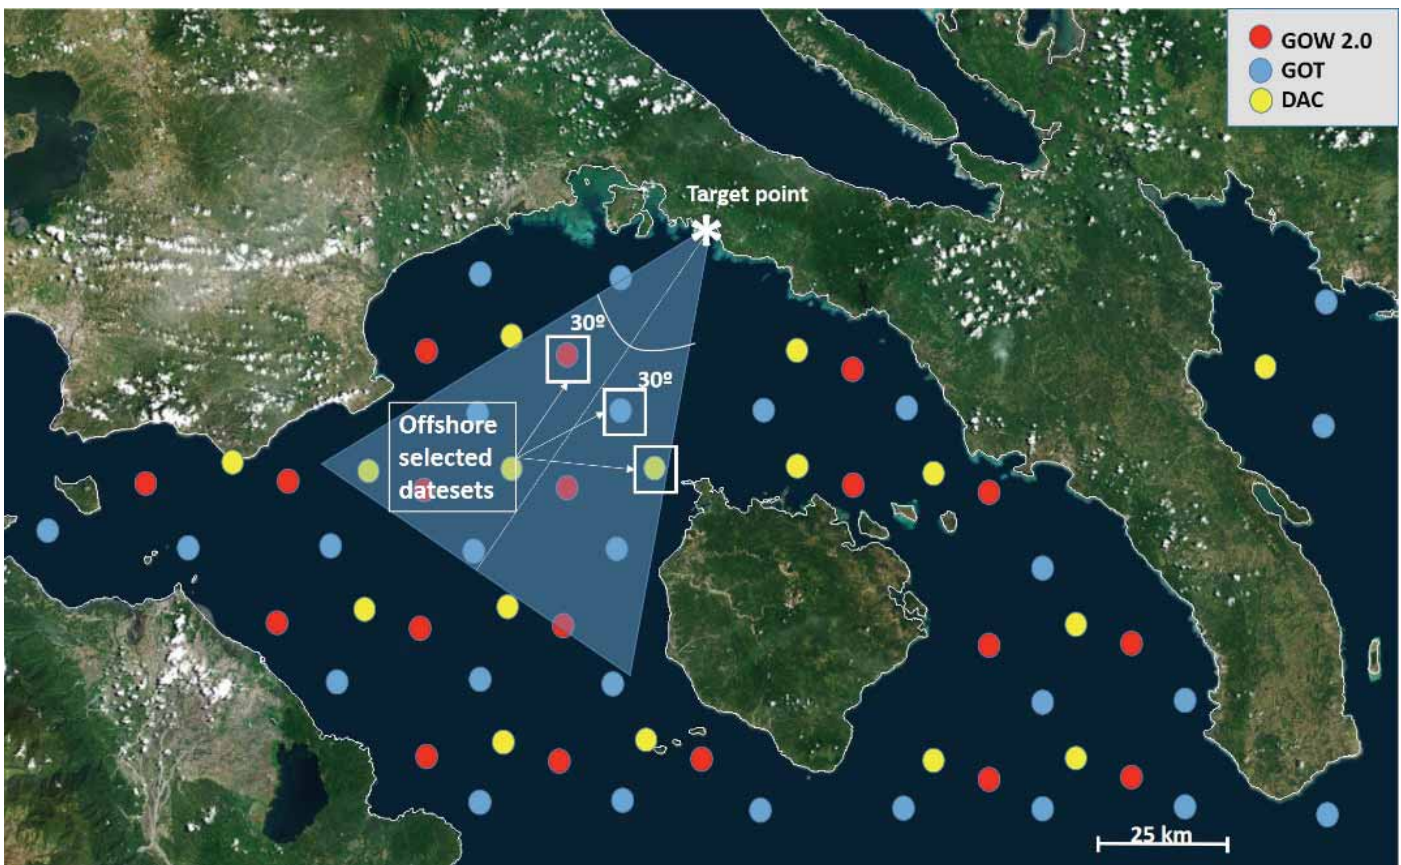 GOW 2.0
GOT
DAC
Target point
30º
30º
Offshore
selected
datesets
25 km